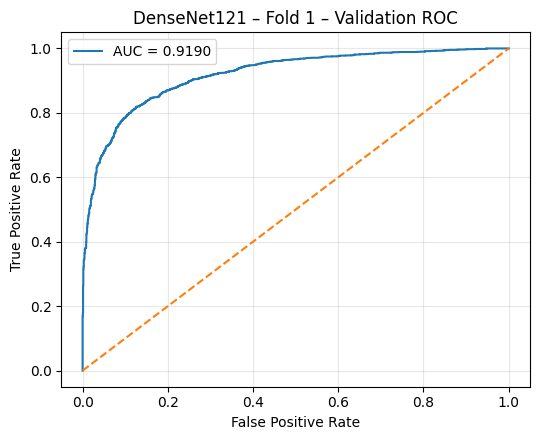 DenseNet121 – Fold 1 – Validation ROC
AUC = 0.9190
True Positive Rate
1.0
0.8
0.6
0.4
0.2
0.0
0.0 0.2 0.4 0.6 0.8 1.0
False Positive Rate